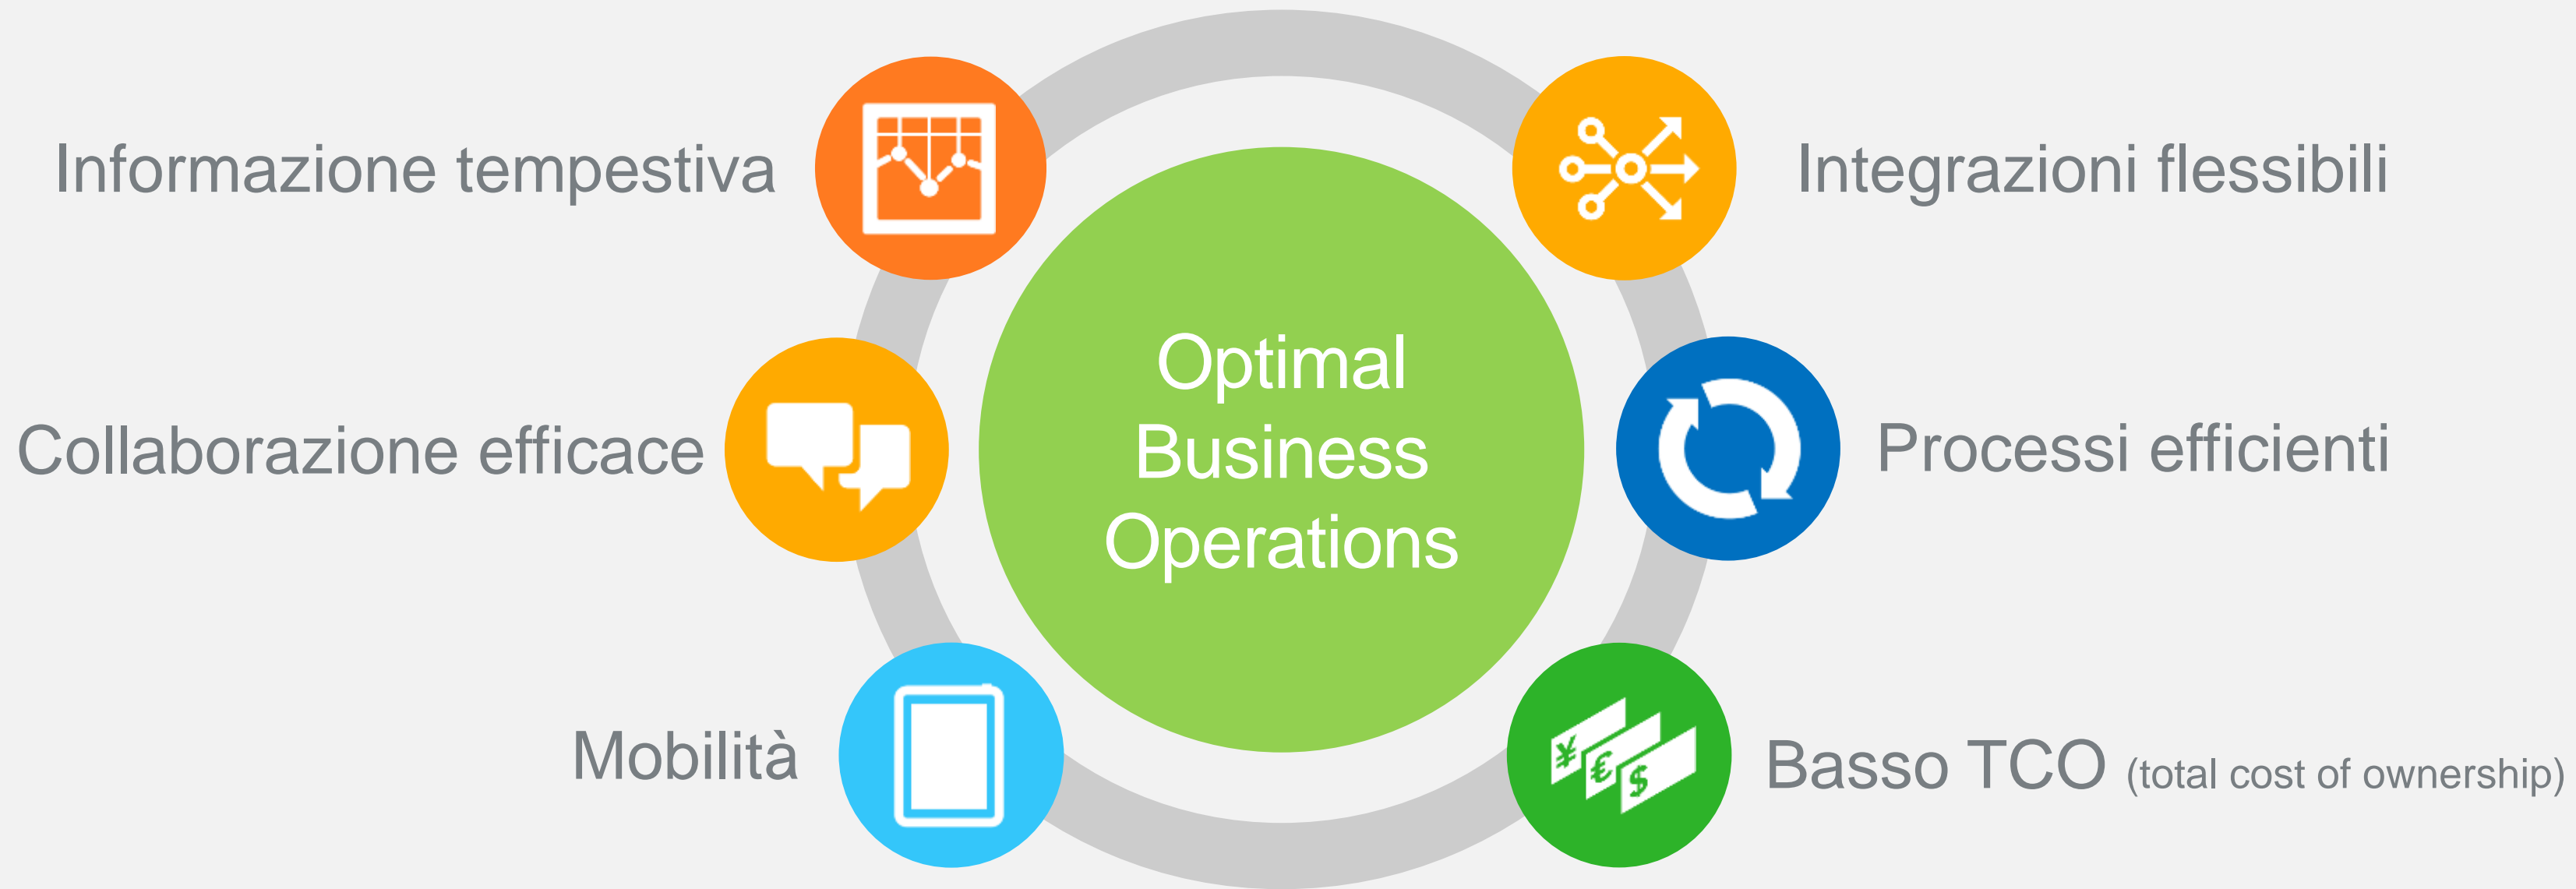 Informazione tempestiva
Integrazioni flessibili
Collaborazione efficace
Optimal
Business
Operations
Processi efficienti
Mobilità
¥
€
$
Basso TCO (total cost of ownership)